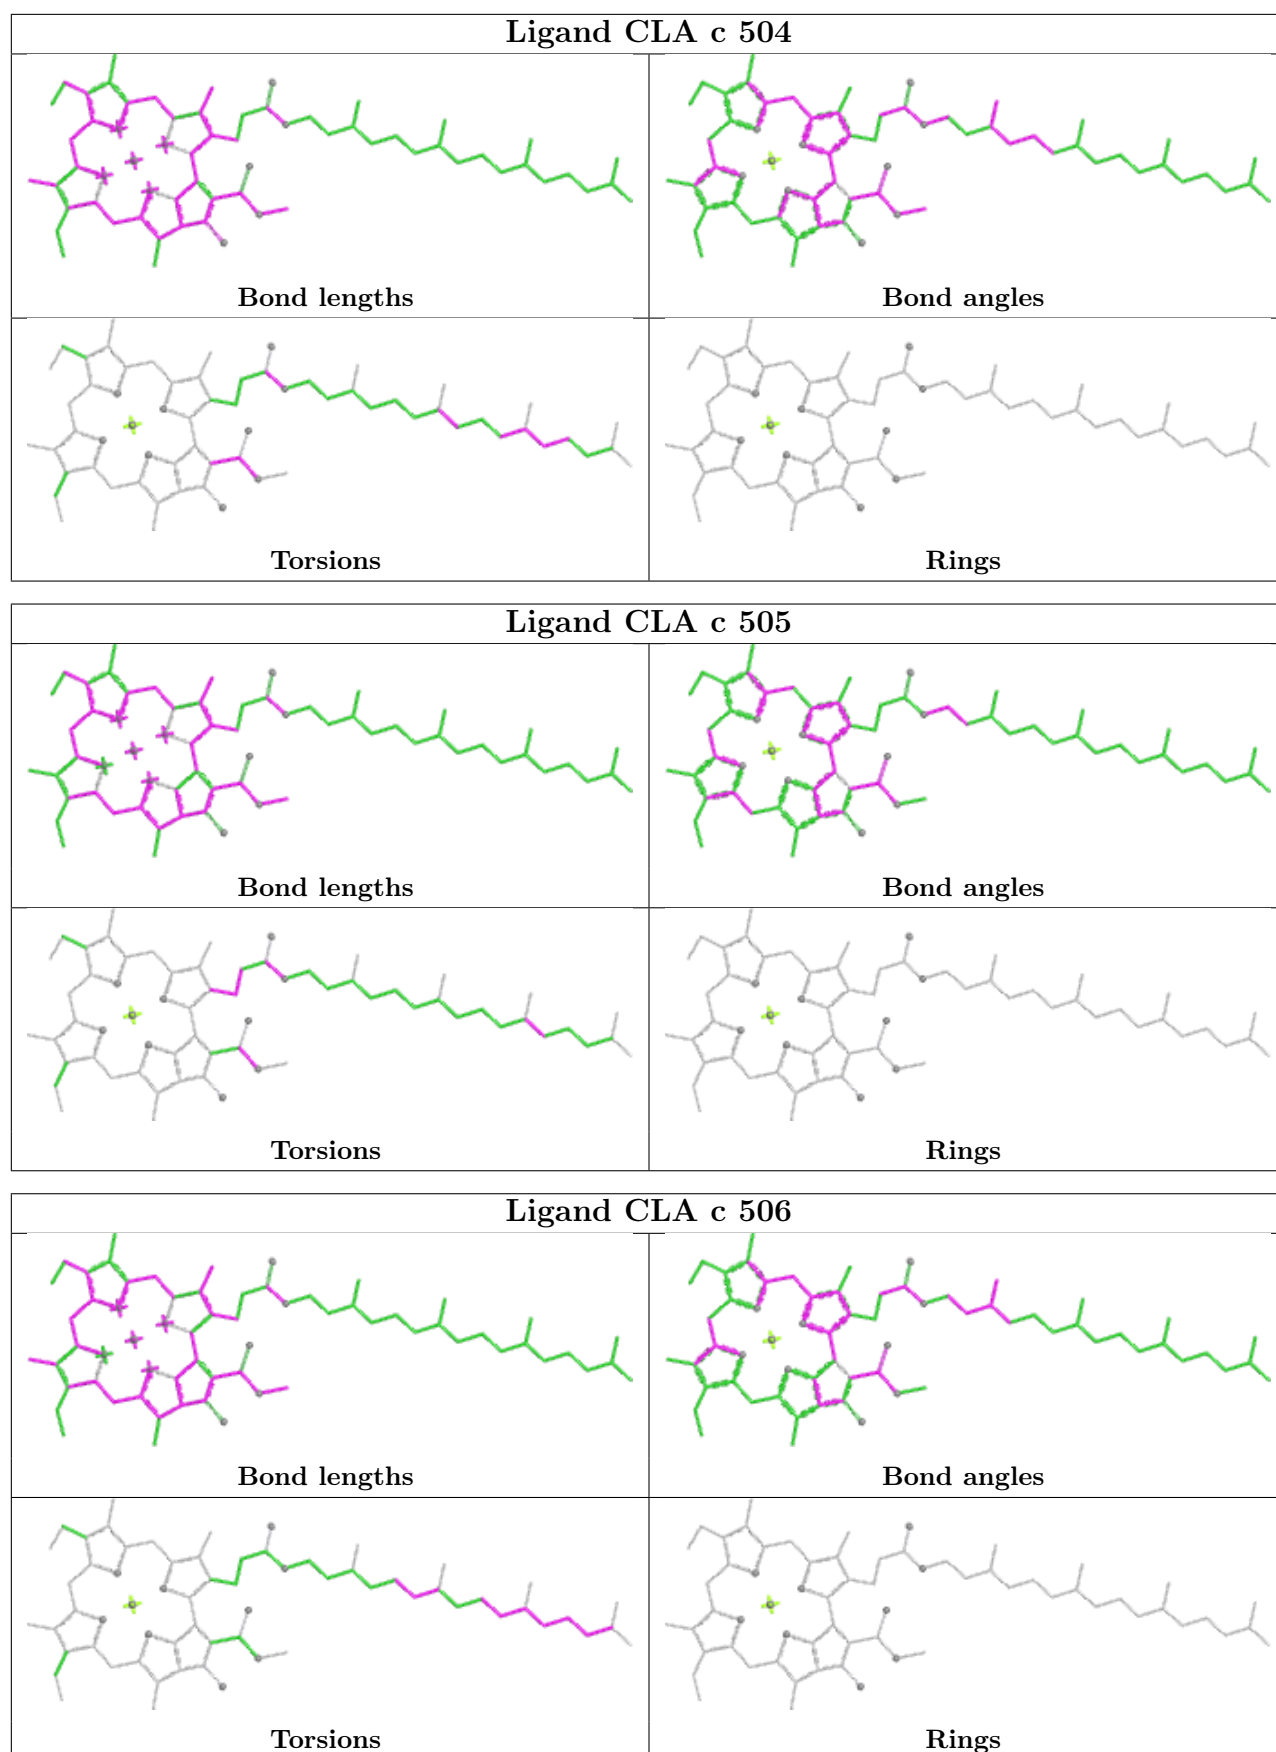 Ligand CLA c 504
Bond lengths
Bond angles
Torsions
Rings
Ligand CLA c 505
Bond lengths
Bond angles
Torsions
Rings
Ligand CLA c 506
Bond lengths
Bond angles
Torsions
Rings